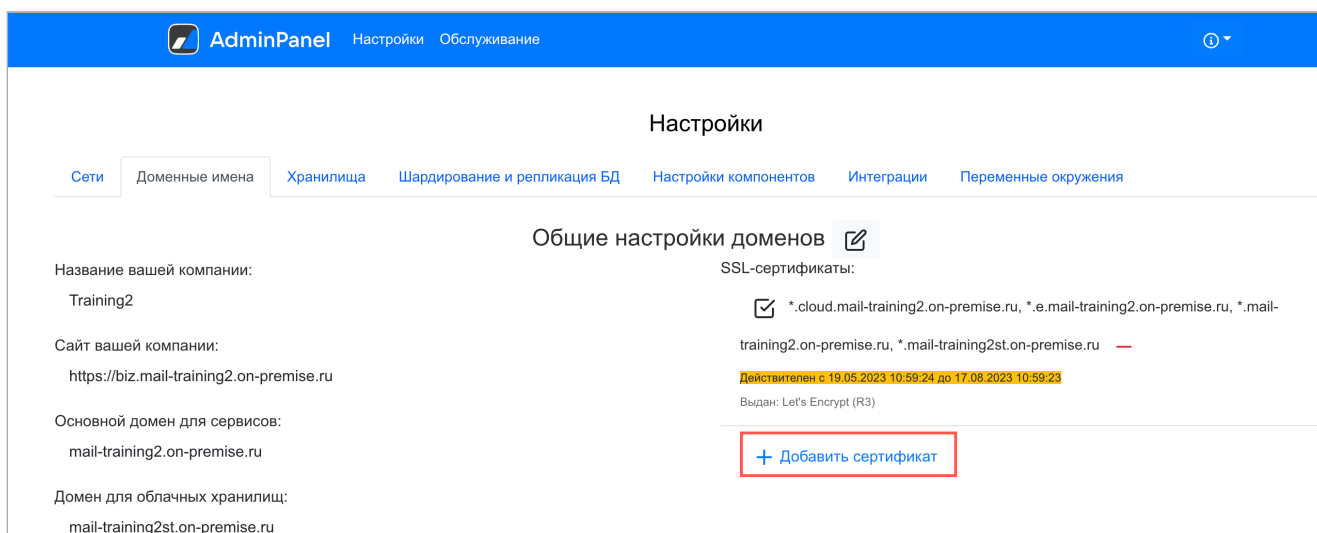 AdminPanel Настройки Обслуживание
Настройки
Сети Доменные имена Хранилища Шардирование и репликация БД Настройки компонентов Интеграции Переменные окружения
Общие настройки доменов
Название вашей компании:
Training2
Сайт вашей компании:
https://biz.mail-training2.on-premise.ru
Основной домен для сервисов:
mail-training2.on-premise.ru
Домен для облачных хранилищ:
mail-training2st.on-premise.ru
SSL-сертификаты:
*.cloud.mail-training2.on-premise.ru, *.e.mail-training2.on-premise.ru, *.mail-
training2.on-premise.ru, *.mail-training2st.on-premise.ru
Действителен с 19.05.2023 10:59:24 до 17.08.2023 10:59:23
Выдан: Let's Encrypt (R3)
+ Добавить сертификат